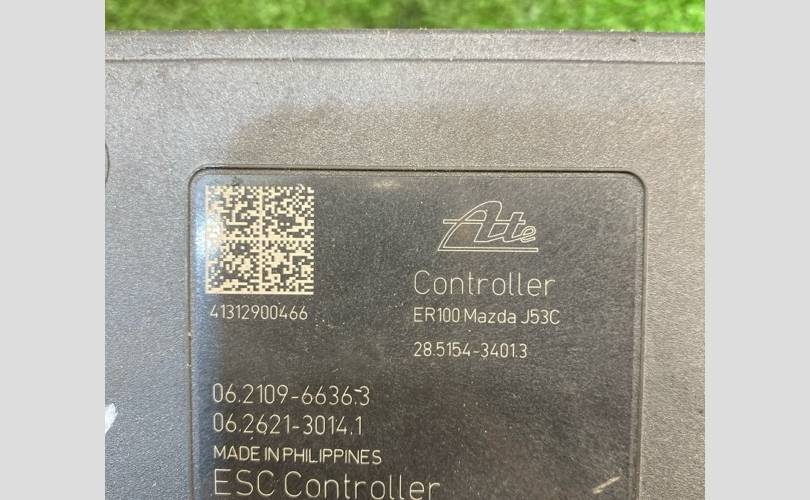 Ate
Controller
41312900466
ER100 Mazda J53C
28.5154-3401.3
06.2109-6636.3
06.2621-3014.1
MADE IN PHILIPPINES
ESC Controller